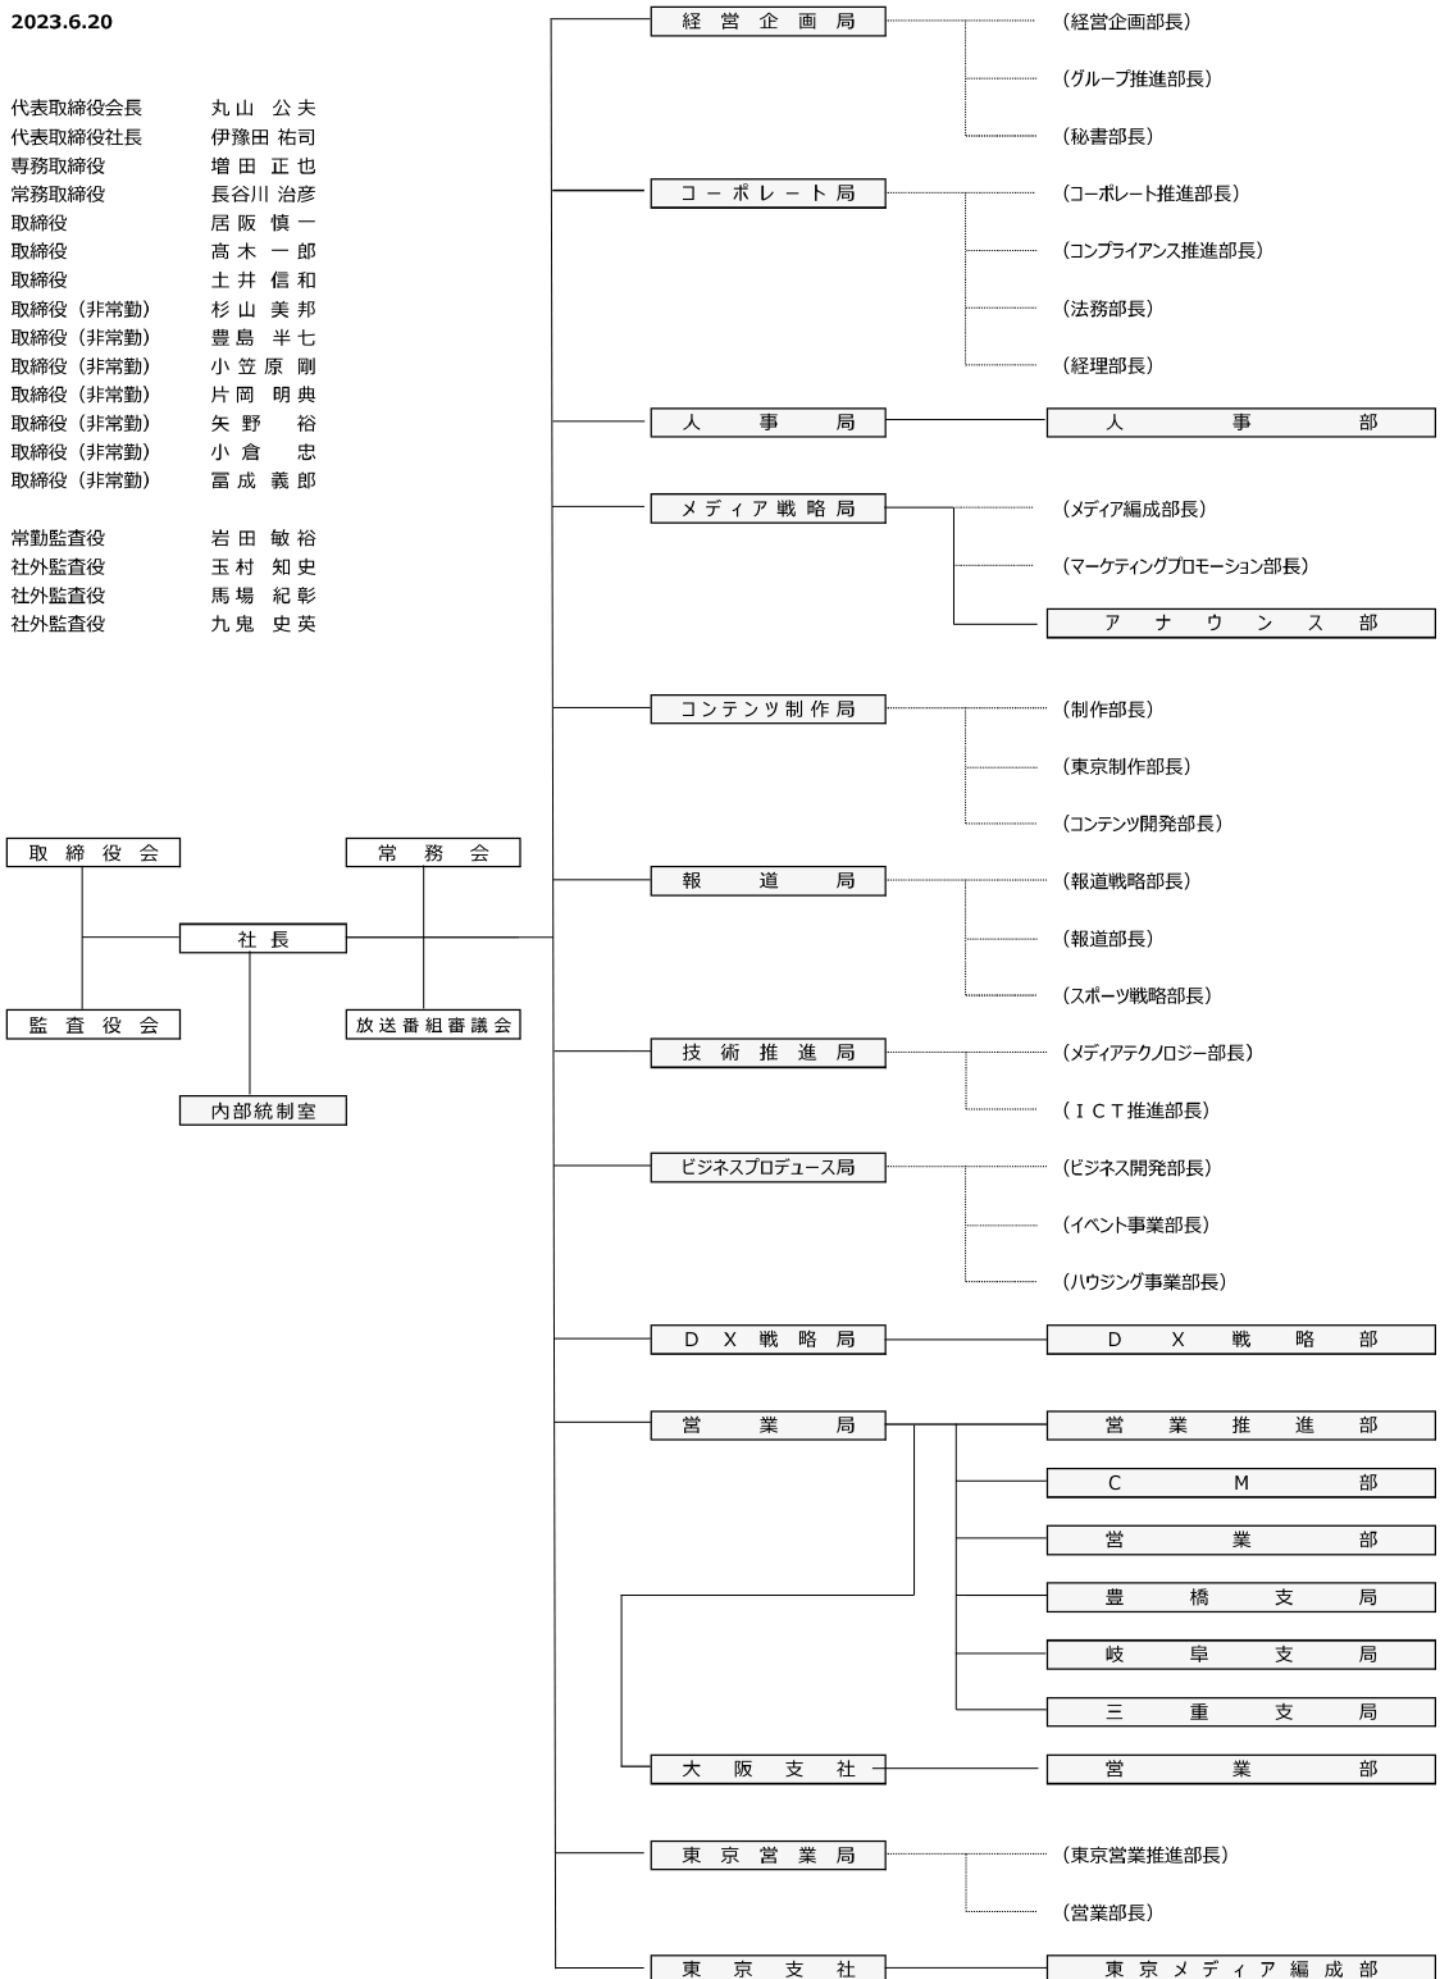 2023.6.20
代表取締役会長 丸山 公夫
代表取締役社長 伊豫田 祐司
専務取締役 増田 正也
常務取締役 長谷川 治彦
取締役 居阪 慎一
取締役 髙木 一郎
取締役 土井 信和
取締役（非常勤） 杉山 美邦
取締役（非常勤） 豊島 半七
取締役（非常勤） 小笠原 剛
取締役（非常勤） 片岡 明典
取締役（非常勤） 矢野 裕
取締役（非常勤） 小倉 忠
取締役（非常勤） 冨成 義郎
常勤監査役 岩田 敏裕
社外監査役 玉村 知史
社外監査役 馬場 紀彰
社外監査役 九鬼 史英
取締役会
常務会
社長
監査役会
放送番組審議会
内部統制室
経営企画局
（経営企画部長）
（グループ推進部長）
（秘書部長）
コーポレート局
（コーポレート推進部長）
（コンプライアンス推進部長）
（法務部長）
（経理部長）
人事局
人事部
メディア戦略局
（メディア編成部長）
（マーケティングプロモーション部長）
アナウンス部
コンテンツ制作局
（制作部長）
（東京制作部長）
（コンテンツ開発部長）
報道局
（報道戦略部長）
（報道部長）
（スポーツ戦略部長）
技術推進局
（メディアテクノロジー部長）
（ＩＣＴ推進部長）
ビジネスプロデュース局
（ビジネス開発部長）
（イベント事業部長）
（ハウジング事業部長）
ＤＸ戦略局
ＤＸ戦略部
営業局
営業推進部
ＣＭ部
営業部
豊橋支局
岐阜支局
三重支局
大阪支社
営業部
東京営業局
（東京営業推進部長）
（営業部長）
東京支社
東京メディア編成部